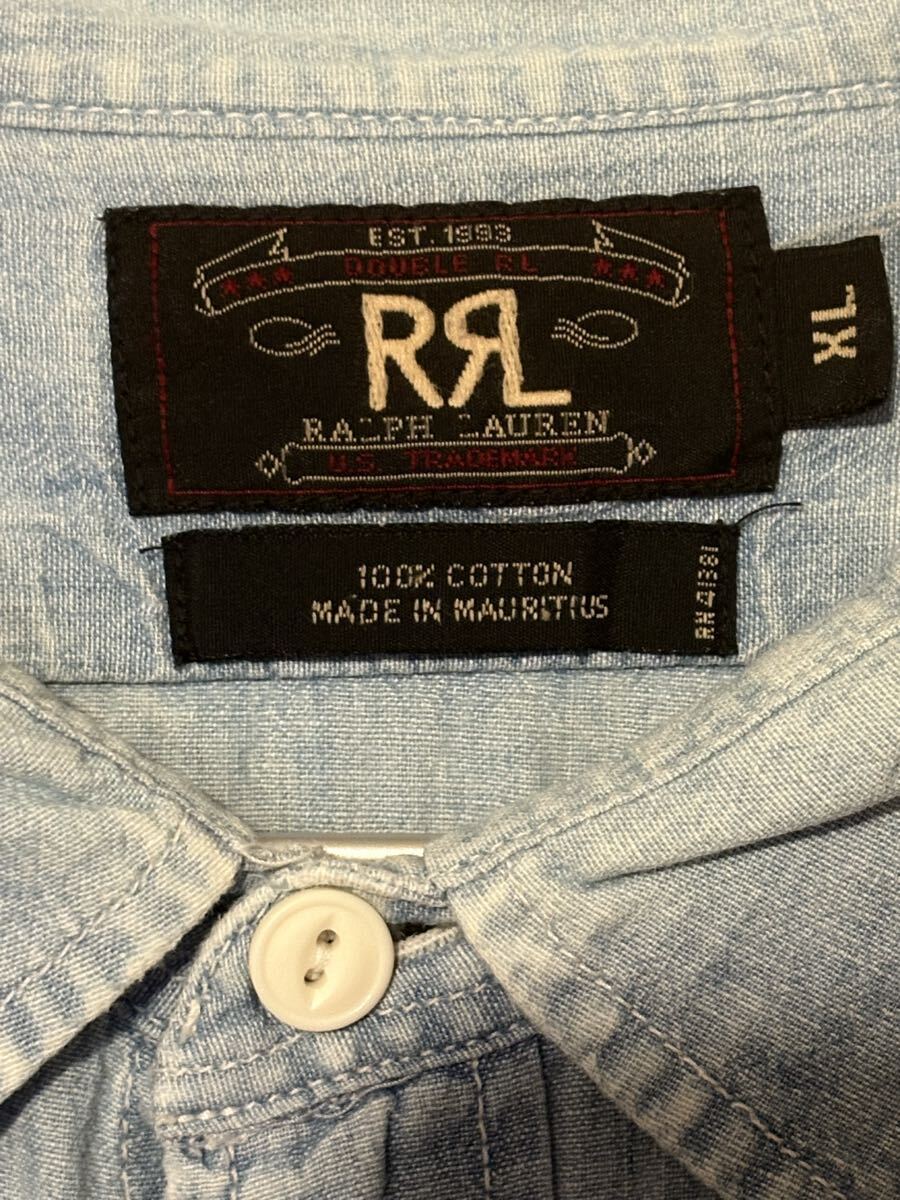 EST. 1993
DOUBLE RL
RRL
RALPH LAUREN
U.S. TRADEMARK
XL
100% COTTON
MADE IN MAURITIUS
RN 41381